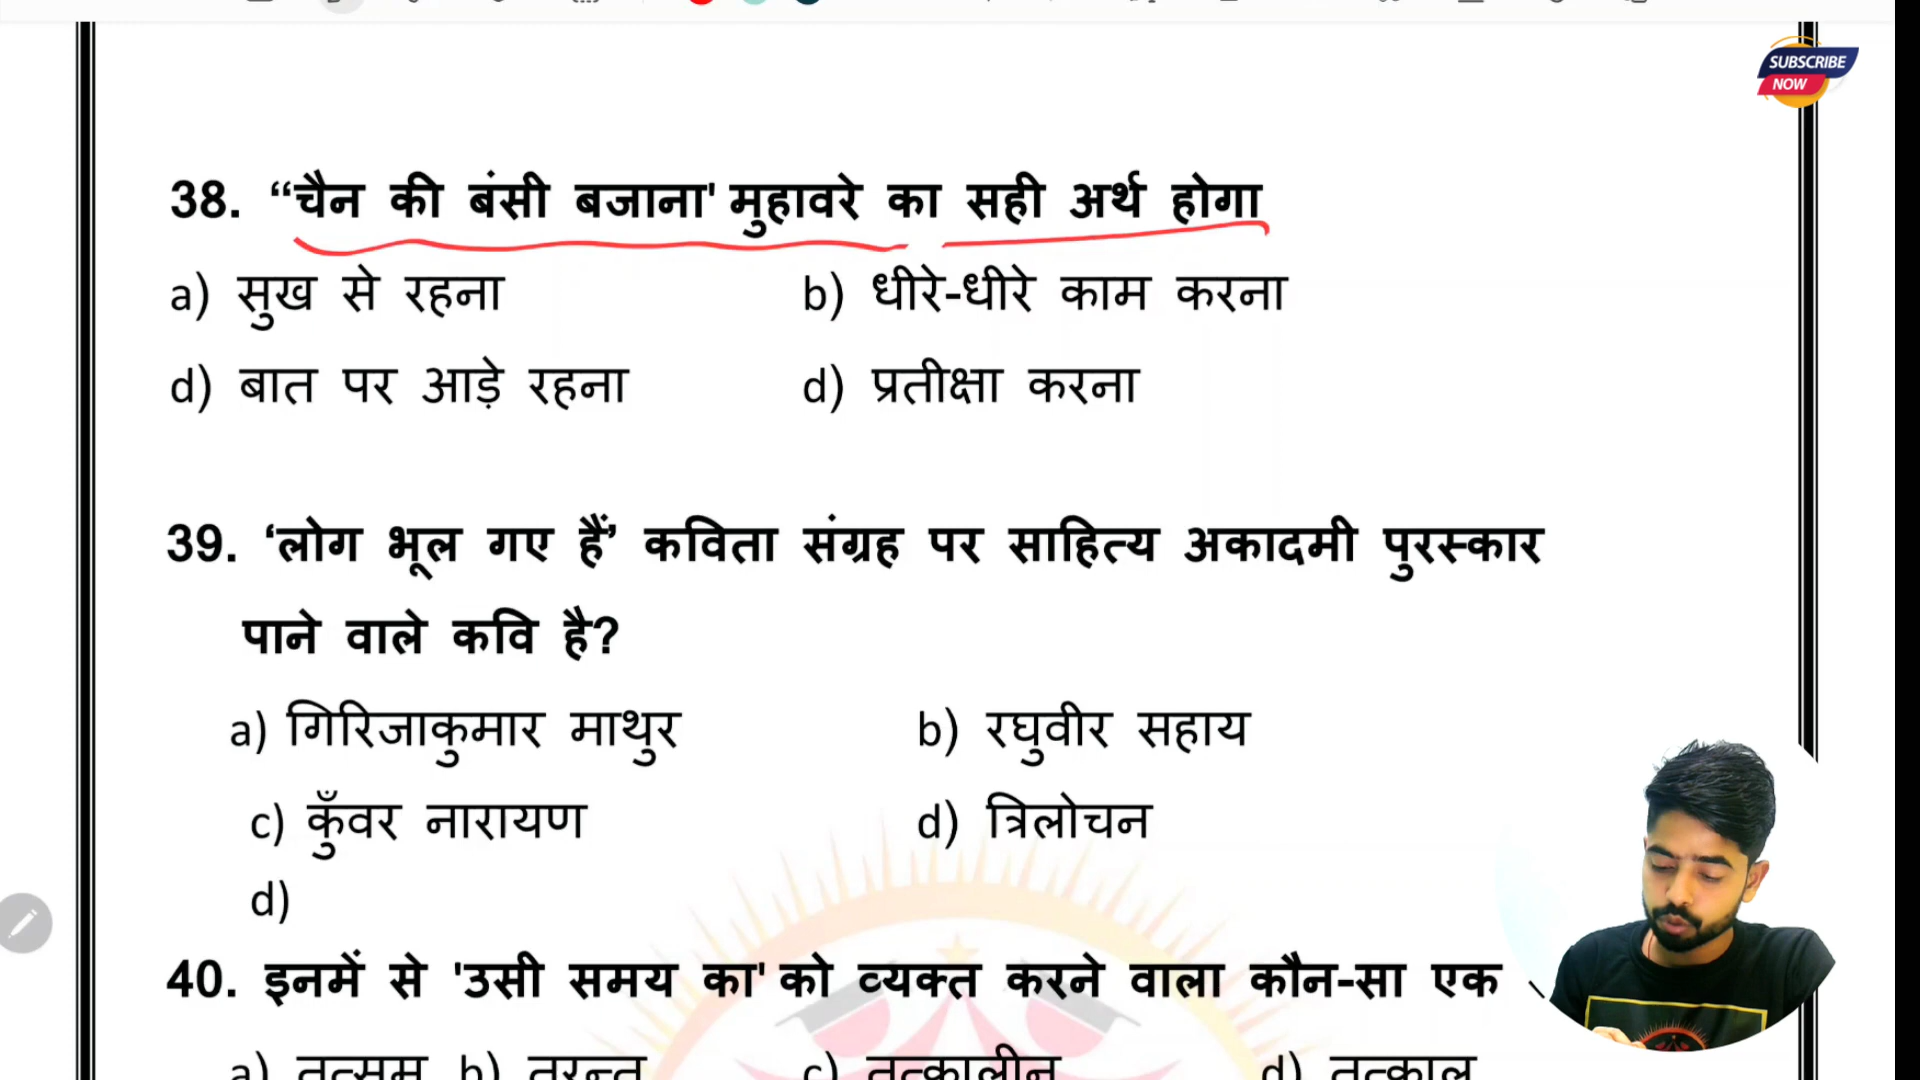 SUBSCRIBE
NOW
38. “चैन की बंसी बजाना' मुहावरे का सही अर्थ होगा
a) सुख से रहना b) धीरे-धीरे काम करना
d) बात पर आड़े रहना d) प्रतीक्षा करना
39. ‘लोग भूल गए हैं’ कविता संग्रह पर साहित्य अकादमी पुरस्कार
पाने वाले कवि है?
a) गिरिजाकुमार माथुर b) रघुवीर सहाय
c) कुँवर नारायण d) त्रिलोचन
d)
40. इनमें से 'उसी समय का' को व्यक्त करने वाला कौन-सा एक
a) तत्सम b) तुरन्त c) तत्कालीन d) तत्काल